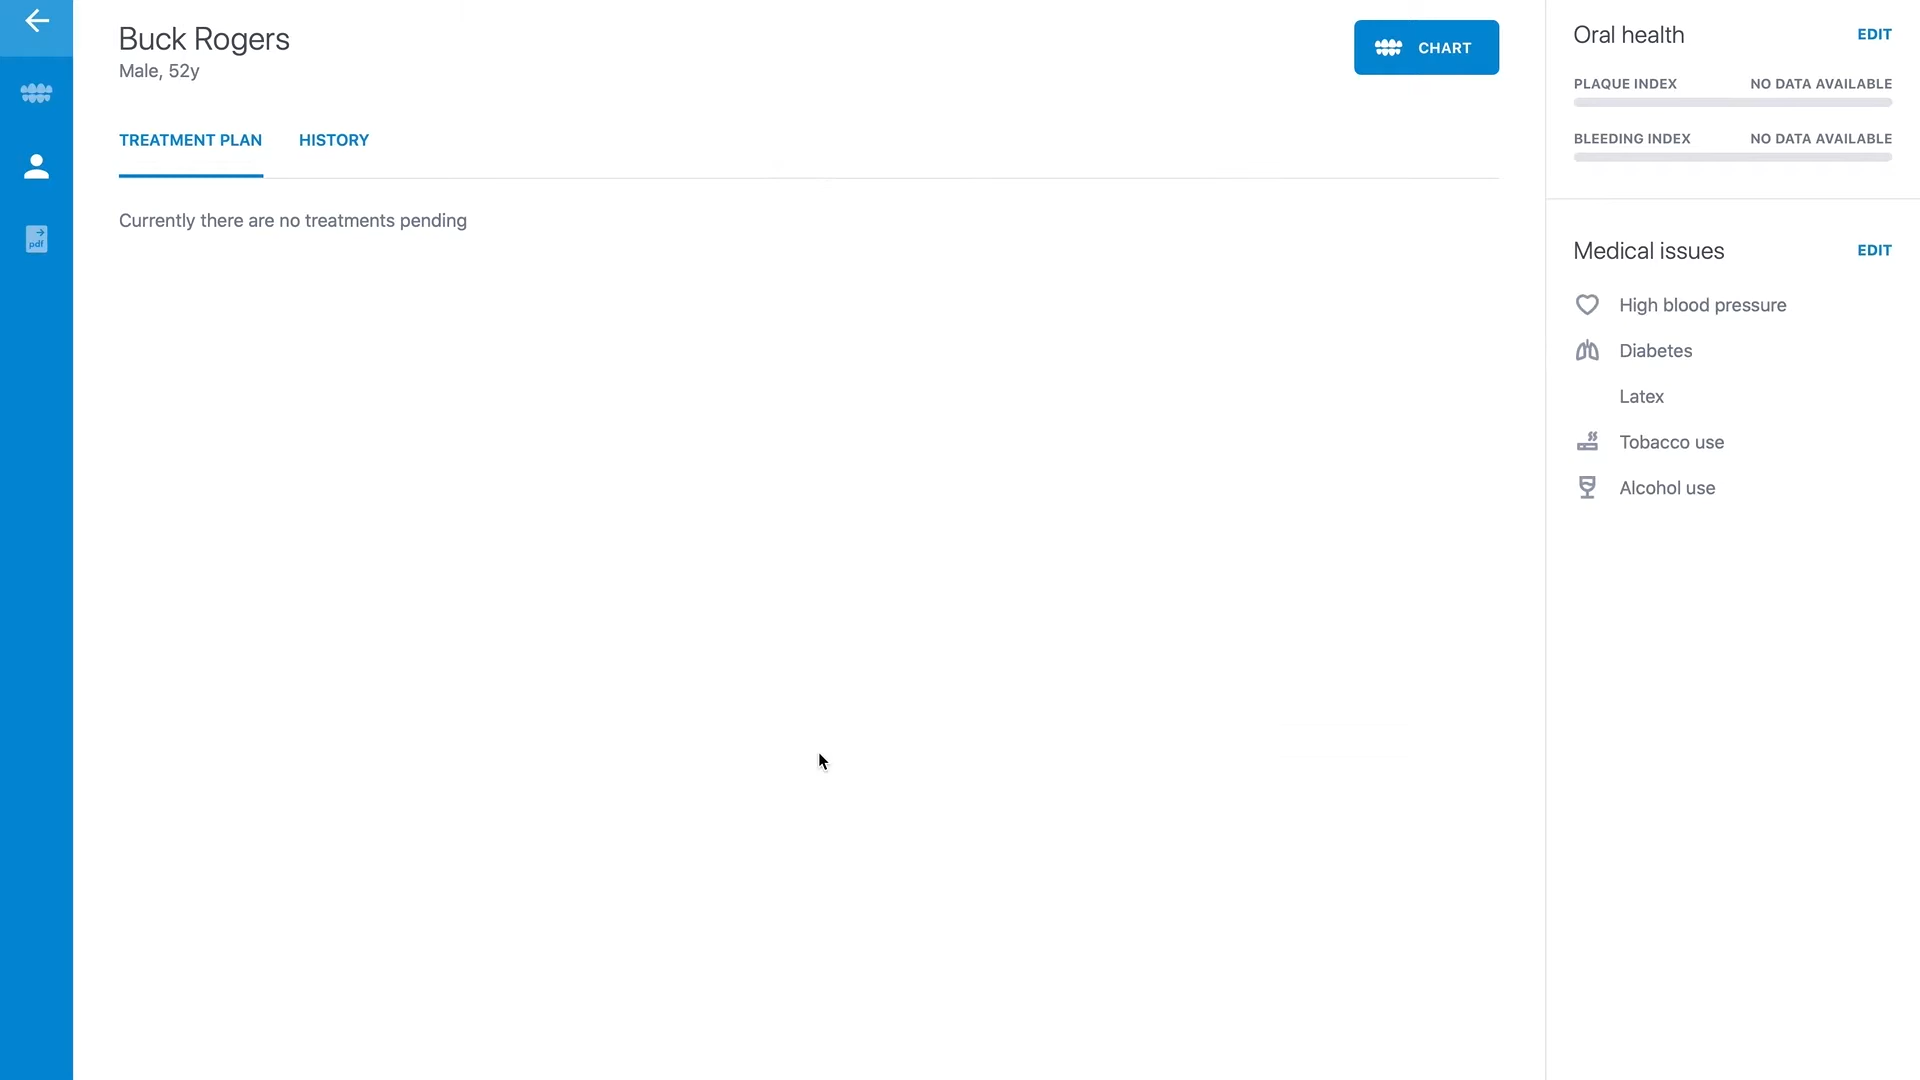 Buck Rogers
Male, 52y
CHART
TREATMENT PLAN
HISTORY
Currently there are no treatments pending
pdf
Oral health
EDIT
PLAQUE INDEX
NO DATA AVAILABLE
BLEEDING INDEX
NO DATA AVAILABLE
Medical issues
EDIT
High blood pressure
Diabetes
Latex
Tobacco use
Alcohol use